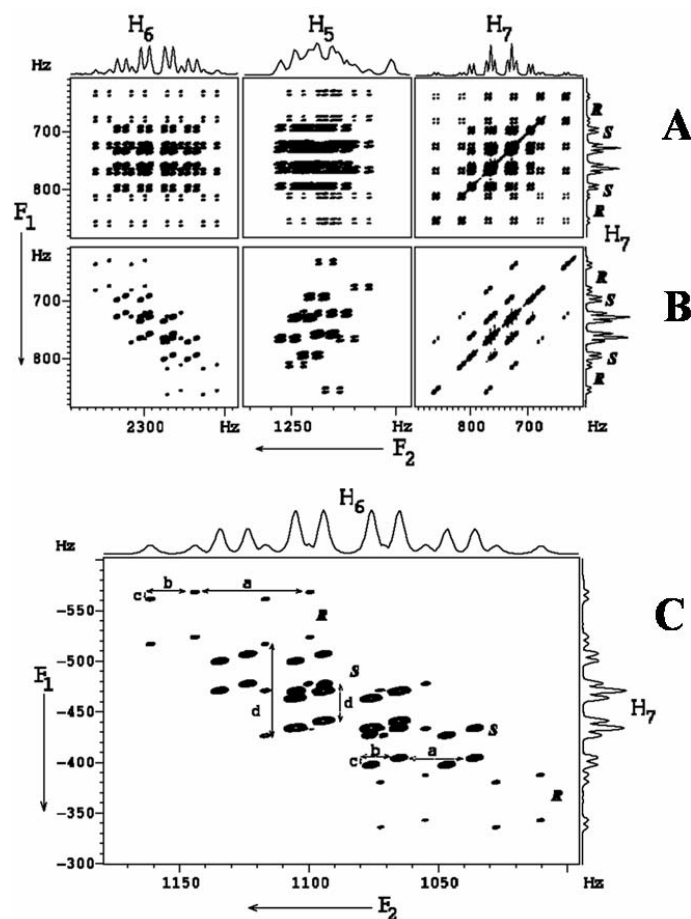 H6 H5 H7
Hz
700
800
F1
R
S
S
R
A
H7
700
800
R
S
S
R
B
2300 Hz 1250 Hz 800 700 Hz
F2
H6
Hz
C
c b a
R
-550
-500
S
F1
d d
-450
H7
S
b a
-400
c
R
-350
-300
1150 1100 1050 Hz
F2